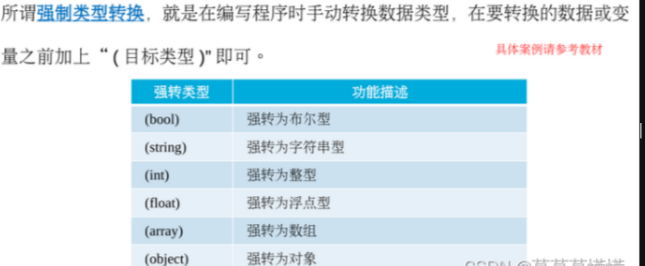 所谓强制类型转换，就是在编写程序时手动转换数据类型，在要转换的数据或变
量之前加上“ ( 目标类型 )” 即可。
具体案例请参考教材
强转类型 功能描述
(bool) 强转为布尔型
(string) 强转为字符串型
(int) 强转为整型
(float) 强转为浮点型
(array) 强转为数组
(object) 强转为对象